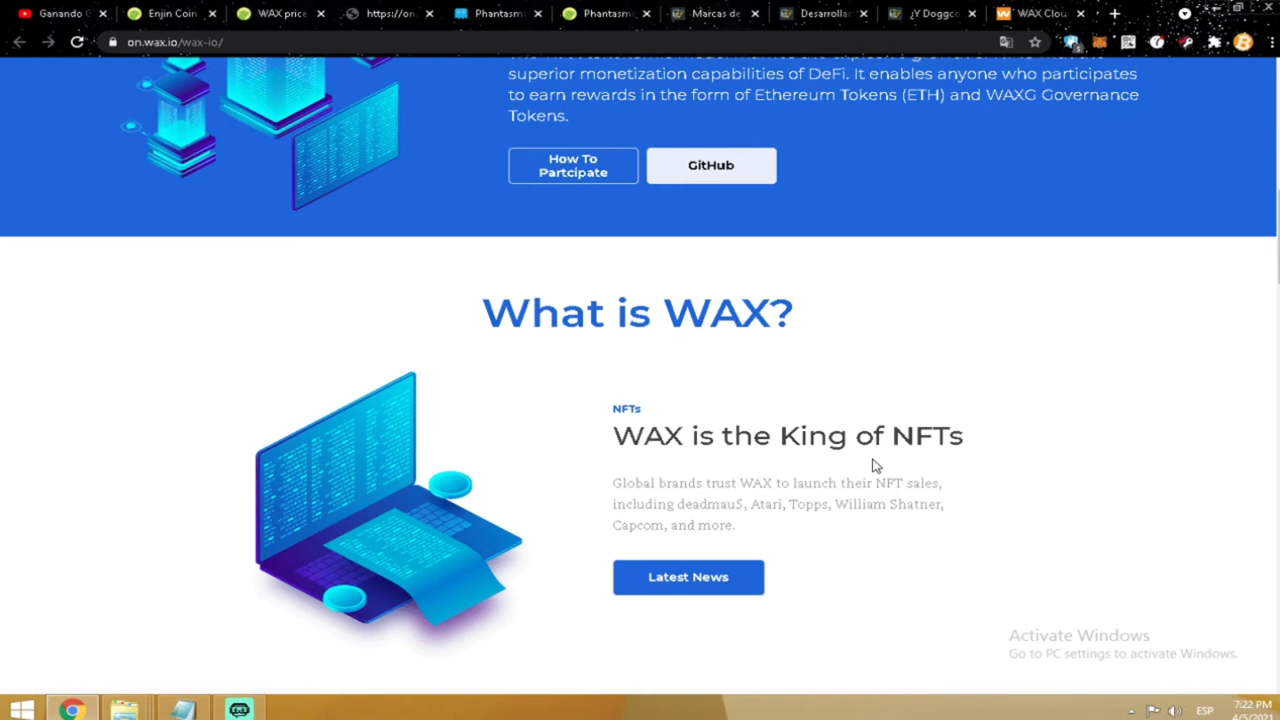 Ganando
Enjin Coin
WAX price
https://on.
Phantasm
Phantasm
Marcas de
Desarrolla
¿Y Doggco
WAX Clou
on.wax.io/wax-io/
superior monetization capabilities of DeFi. It enables anyone who participates
to earn rewards in the form of Ethereum Tokens (ETH) and WAXG Governance
Tokens.
How To
Partcipate
GitHub
What is WAX?
NFTs
WAX is the King of NFTs
Global brands trust WAX to launch their NFT sales,
including deadmau5, Atari, Topps, William Shatner,
Capcom, and more.
Latest News
Activate Windows
Go to PC settings to activate Windows.
ESP
7:22 PM
4/5/2021